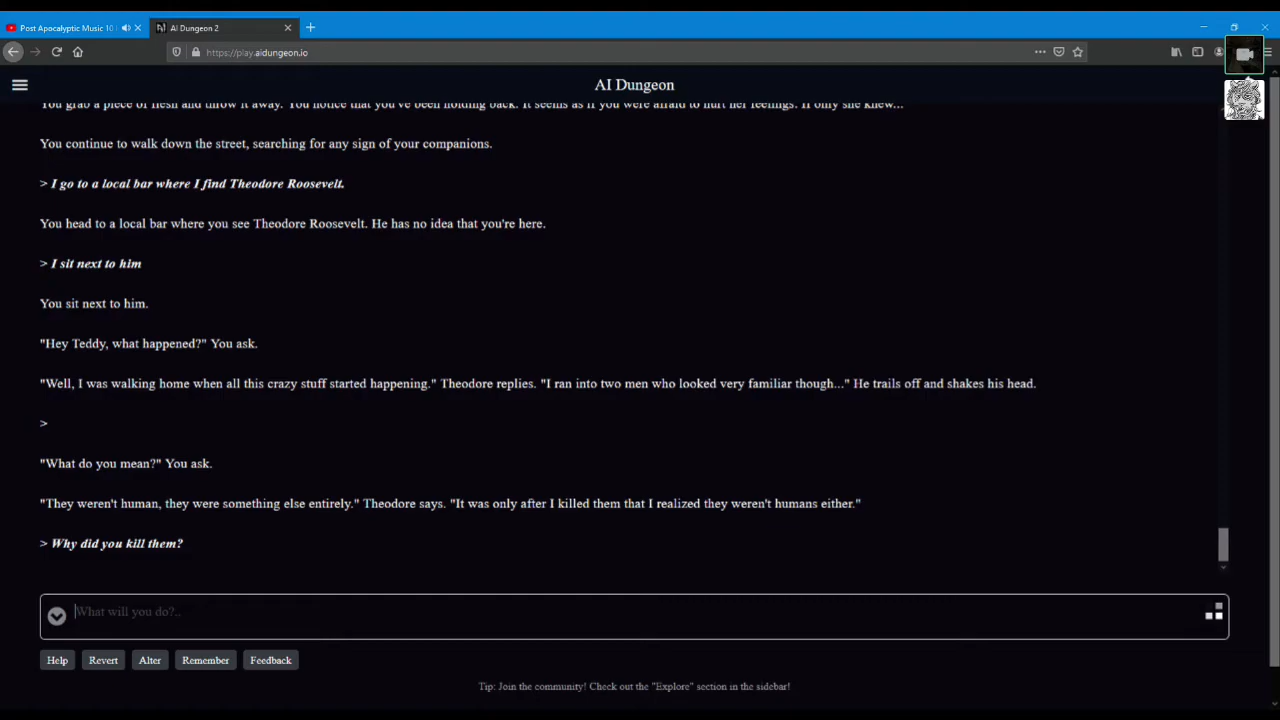 Post Apocalyptic Music 10
AI Dungeon 2
https://play.aidungeon.io
AI Dungeon
You grab a piece of flesh and throw it away. You notice that you've been holding back. It seems as if you were afraid to hurt her feelings. If only she knew...
You continue to walk down the street, searching for any sign of your companions.
> I go to a local bar where I find Theodore Roosevelt.
You head to a local bar where you see Theodore Roosevelt. He has no idea that you're here.
> I sit next to him
You sit next to him.
"Hey Teddy, what happened?" You ask.
"Well, I was walking home when all this crazy stuff started happening." Theodore replies. "I ran into two men who looked very familiar though..." He trails off and shakes his head.
>
"What do you mean?" You ask.
"They weren't human, they were something else entirely." Theodore says. "It was only after I killed them that I realized they weren't humans either."
> Why did you kill them?
What will you do?..
Help Revert Alter Remember Feedback
Tip: Join the community! Check out the "Explore" section in the sidebar!